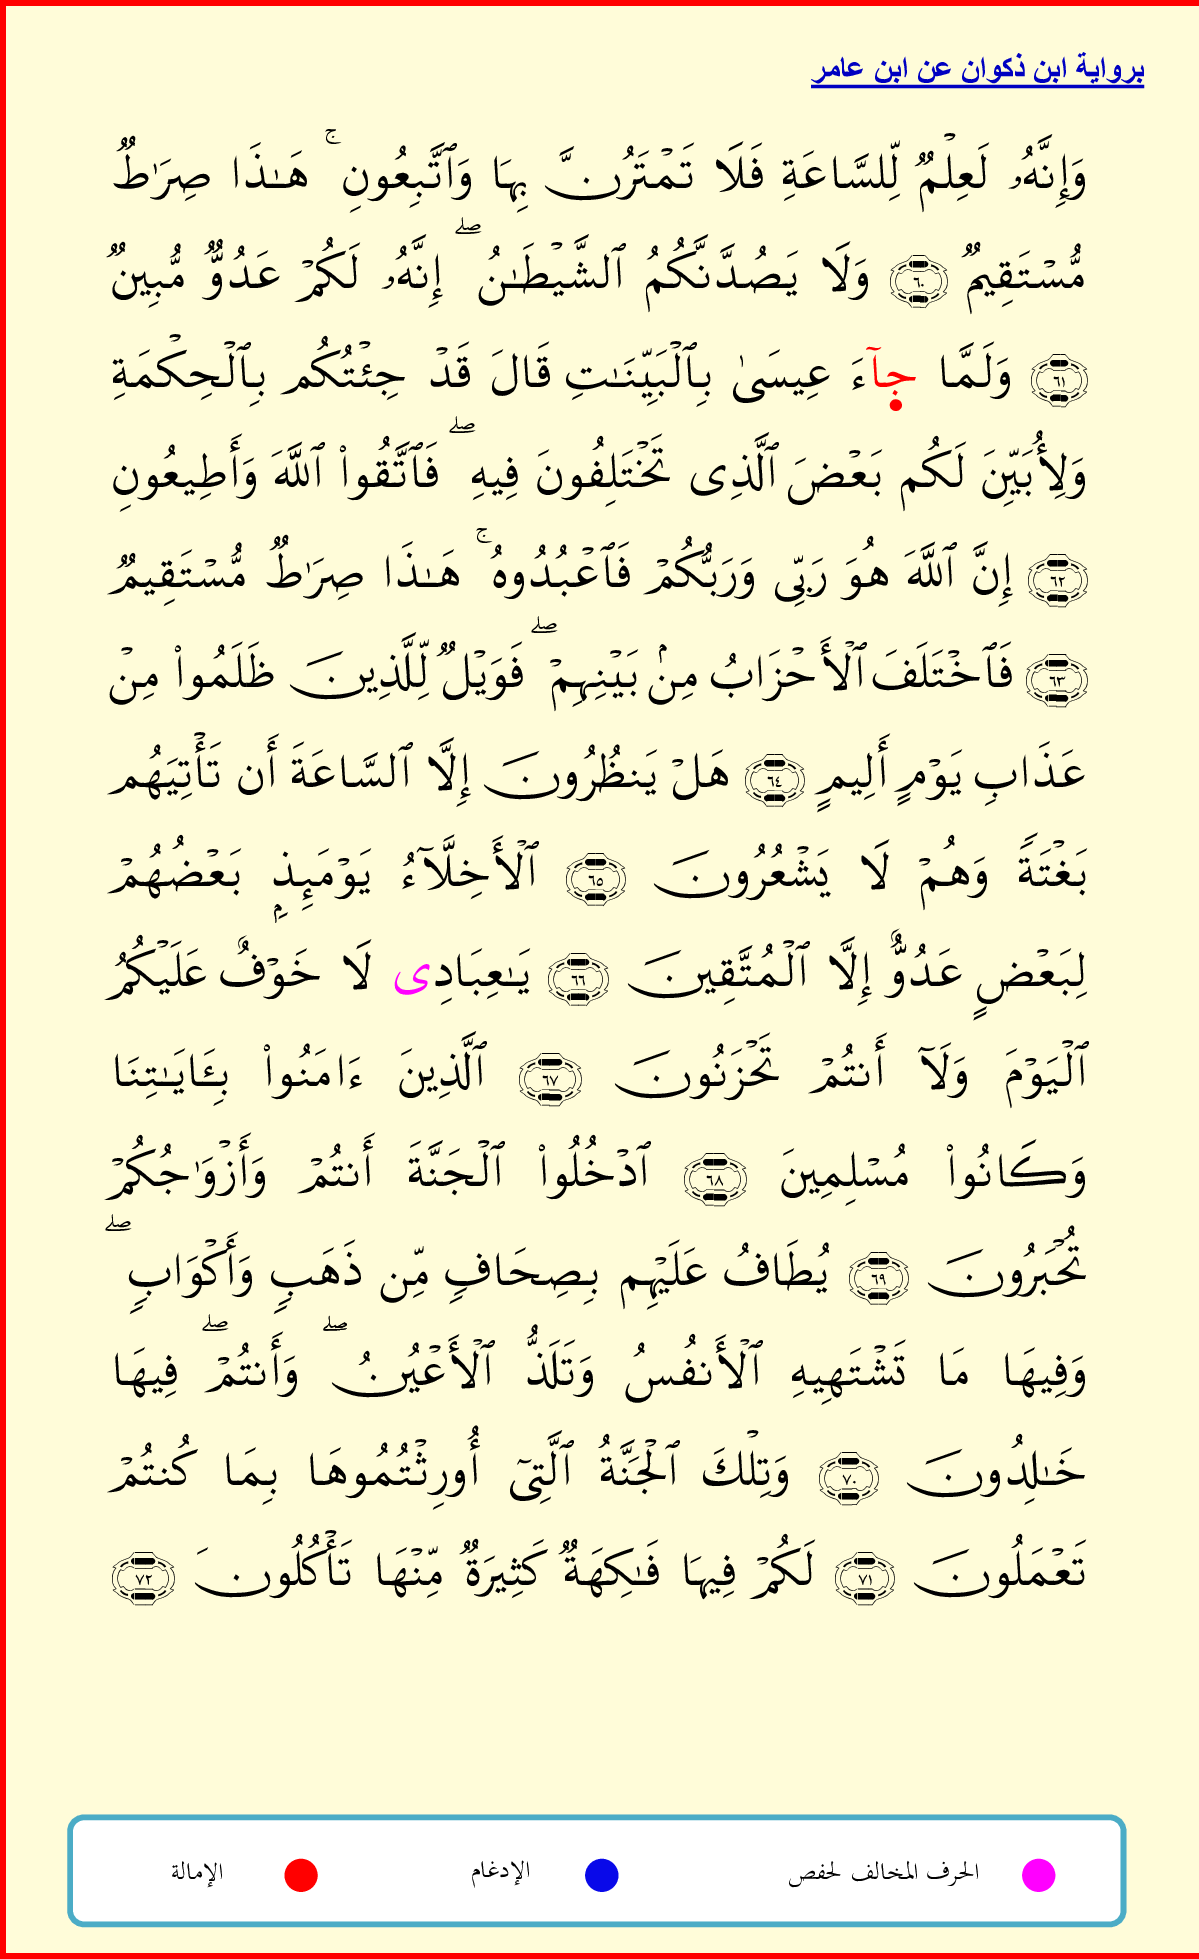 برواية ابن ذكوان عن ابن عامر
وَإِنَّهُۥ لَعِلۡمٌ لِّلسَّاعَةِ فَلَا تَمۡتَرُنَّ بِهَا وَٱتَّبِعُونِۚ هَٰذَا صِرَٰطٌ
مُّسۡتَقِيمٌ ٦٠ وَلَا يَصُدَّنَّكُمُ ٱلشَّيۡطَٰنُۖ إِنَّهُۥ لَكُمۡ عَدُوٌّ مُّبِينٌ
٦١ وَلَمَّا جَآءَ عِيسَىٰ بِٱلۡبَيِّنَٰتِ قَالَ قَدۡ جِئۡتُكُم بِٱلۡحِكۡمَةِ
وَلِأُبَيِّنَ لَكُم بَعۡضَ ٱلَّذِى تَخۡتَلِفُونَ فِيهِۖ فَٱتَّقُواْ ٱللَّهَ وَأَطِيعُونِ
٦٢ إِنَّ ٱللَّهَ هُوَ رَبِّى وَرَبُّكُمۡ فَٱعۡبُدُوهُۚ هَٰذَا صِرَٰطٌ مُّسۡتَقِيمٌ
٦٣ فَٱخۡتَلَفَ ٱلۡأَحۡزَابُ مِنۢ بَيۡنِهِمۡۖ فَوَيۡلٌ لِّلَّذِينَ ظَلَمُواْ مِنۡ
عَذَابِ يَوۡمٍ أَلِيمٍ ٦٤ هَلۡ يَنظُرُونَ إِلَّا ٱلسَّاعَةَ أَن تَأۡتِيَهُم
بَغۡتَةً وَهُمۡ لَا يَشۡعُرُونَ ٦٥ ٱلۡأَخِلَّآءُ يَوۡمَئِذِۭ بَعۡضُهُمۡ
لِبَعۡضٍ عَدُوٌّ إِلَّا ٱلۡمُتَّقِينَ ٦٦ يَٰعِبَادِى لَا خَوۡفٌ عَلَيۡكُمُ
ٱلۡيَوۡمَ وَلَآ أَنتُمۡ تَحۡزَنُونَ ٦٧ ٱلَّذِينَ ءَامَنُواْ بِـَٔايَٰتِنَا
وَكَانُواْ مُسۡلِمِينَ ٦٨ ٱدۡخُلُواْ ٱلۡجَنَّةَ أَنتُمۡ وَأَزۡوَٰجُكُمۡ
تُحۡبَرُونَ ٦٩ يُطَافُ عَلَيۡهِم بِصِحَافٍ مِّن ذَهَبٍ وَأَكۡوَابٍۖ
وَفِيهَا مَا تَشۡتَهِيهِ ٱلۡأَنفُسُ وَتَلَذُّ ٱلۡأَعۡيُنُۖ وَأَنتُمۡۖ فِيهَا
خَٰلِدُونَ ٧٠ وَتِلۡكَ ٱلۡجَنَّةُ ٱلَّتِىٓ أُورِثۡتُمُوهَا بِمَا كُنتُمۡ
تَعۡمَلُونَ ٧١ لَكُمۡ فِيهَا فَٰكِهَةٌ كَثِيرَةٌ مِّنۡهَا تَأۡكُلُونَ ٧٢
الحرف المخالف لحفص الإدغام الإمالة